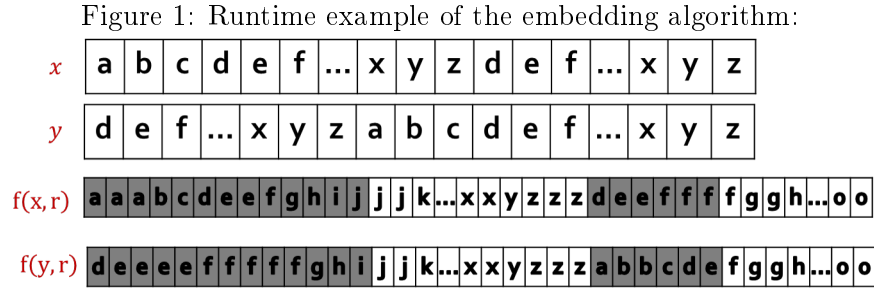 Figure 1: Runtime example of the embedding algorithm:
x a b c d e f ... x y z d e f ... x y z
y d e f ... x y z a b c d e f ... x y z
f(x,r) a a a b c d e e f g h i j j j k ... x x y z z z d e e f f f f g g h ... o o
f(y,r) d e e e e f f f f f g h i j j k ... x x y z z z a b b c d e f g g h ... o o